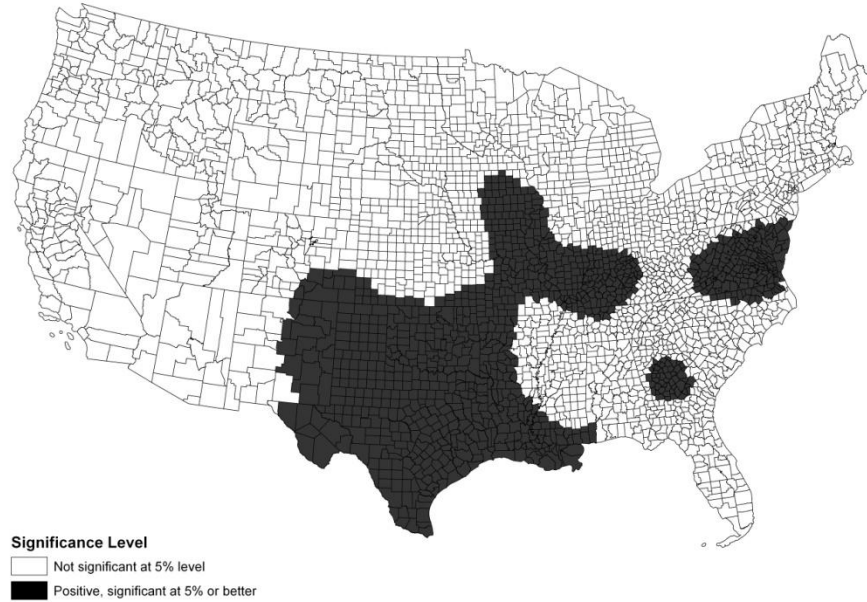 Significance Level
Not significant at 5% level
Positive, significant at 5% or better